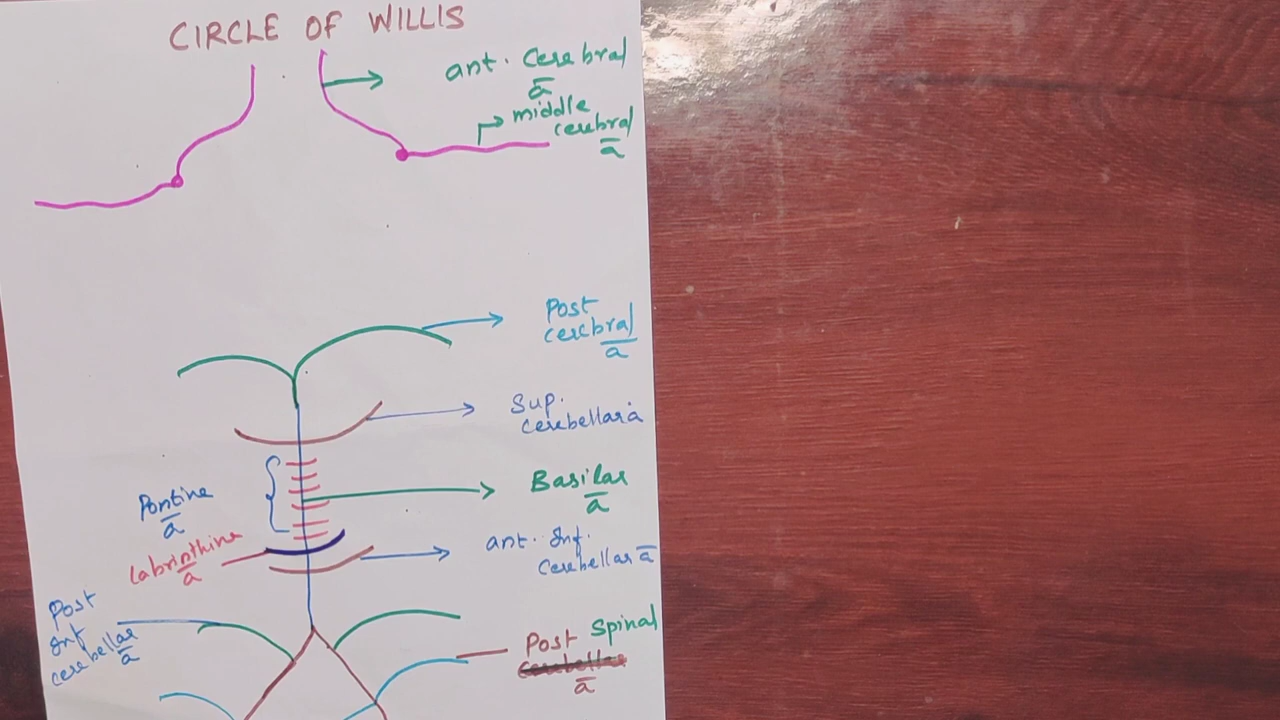 CIRCLE OF WILLIS
ant. Cerebral
a
middle
cerebral
a
Post
cerebral
a
Sup.
cerebellar a
Basilar
a
Pontine
a
Labrinthine
a
ant. Inf.
Cerebellar a
Post
Inf
cerebellar
a
Post Spinal
a